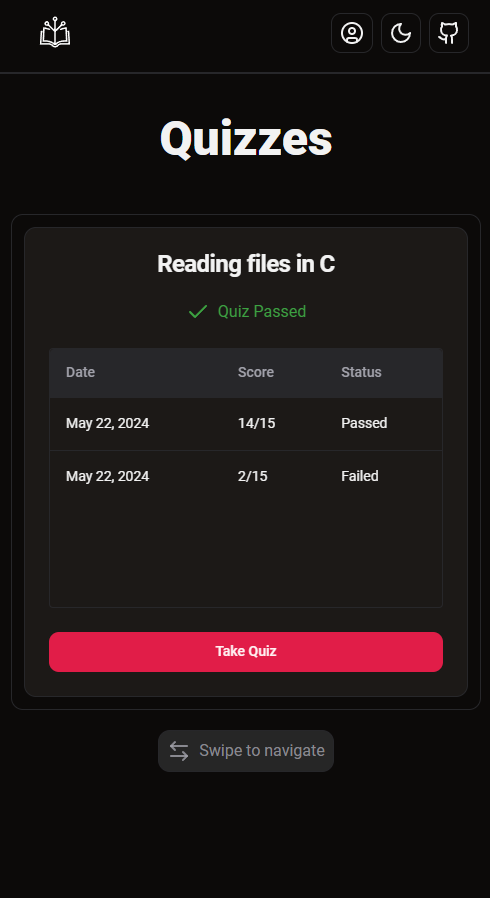 Quizzes
Reading files in C
Quiz Passed
Date Score Status
May 22, 2024 14/15 Passed
May 22, 2024 2/15 Failed
Take Quiz
Swipe to navigate